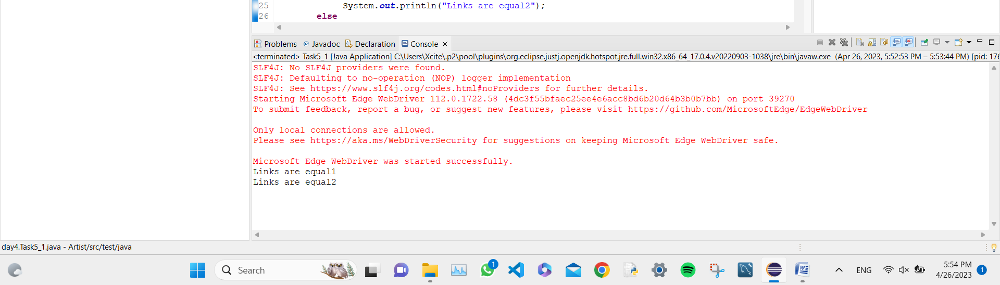 25 System.out.println("Links are equal2");
26 else
Problems @ Javadoc Declaration Console
<terminated> Task5_1 [Java Application] C:\Users\Xcite\.p2\pool\plugins\org.eclipse.justj.openjdk.hotspot.jre.full.win32.x86_64_17.0.4.v20220903-1038\jre\bin\javaw.exe (Apr 26, 2023, 5:52:53 PM – 5:53:44 PM) [pid: 176
SLF4J: No SLF4J providers were found.
SLF4J: Defaulting to no-operation (NOP) logger implementation
SLF4J: See https://www.slf4j.org/codes.html#noProviders for further details.
Starting Microsoft Edge WebDriver 112.0.1722.58 (4dc3f55bfaec25ee4e6acc8bd6b20d64b3b0b7bb) on port 39270
To submit feedback, report a bug, or suggest new features, please visit https://github.com/MicrosoftEdge/EdgeWebDriver
Only local connections are allowed.
Please see https://aka.ms/WebDriverSecurity for suggestions on keeping Microsoft Edge WebDriver safe.
Microsoft Edge WebDriver was started successfully.
Links are equal1
Links are equal2
day4.Task5_1.java - Artist/src/test/java
Search
1
ENG
5:54 PM
4/26/2023
1